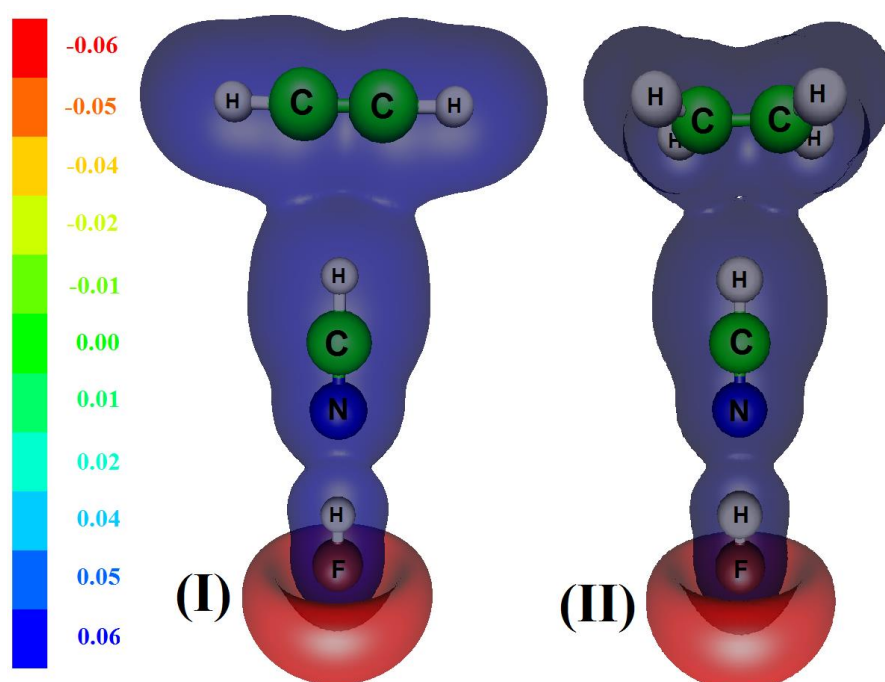 -0.06
-0.05
-0.04
-0.02
-0.01
0.00
0.01
0.02
0.04
0.05
0.06
H C C H
H
C
N
H
F
(I)
H H
C C
H H
H
C
N
H
F
(II)